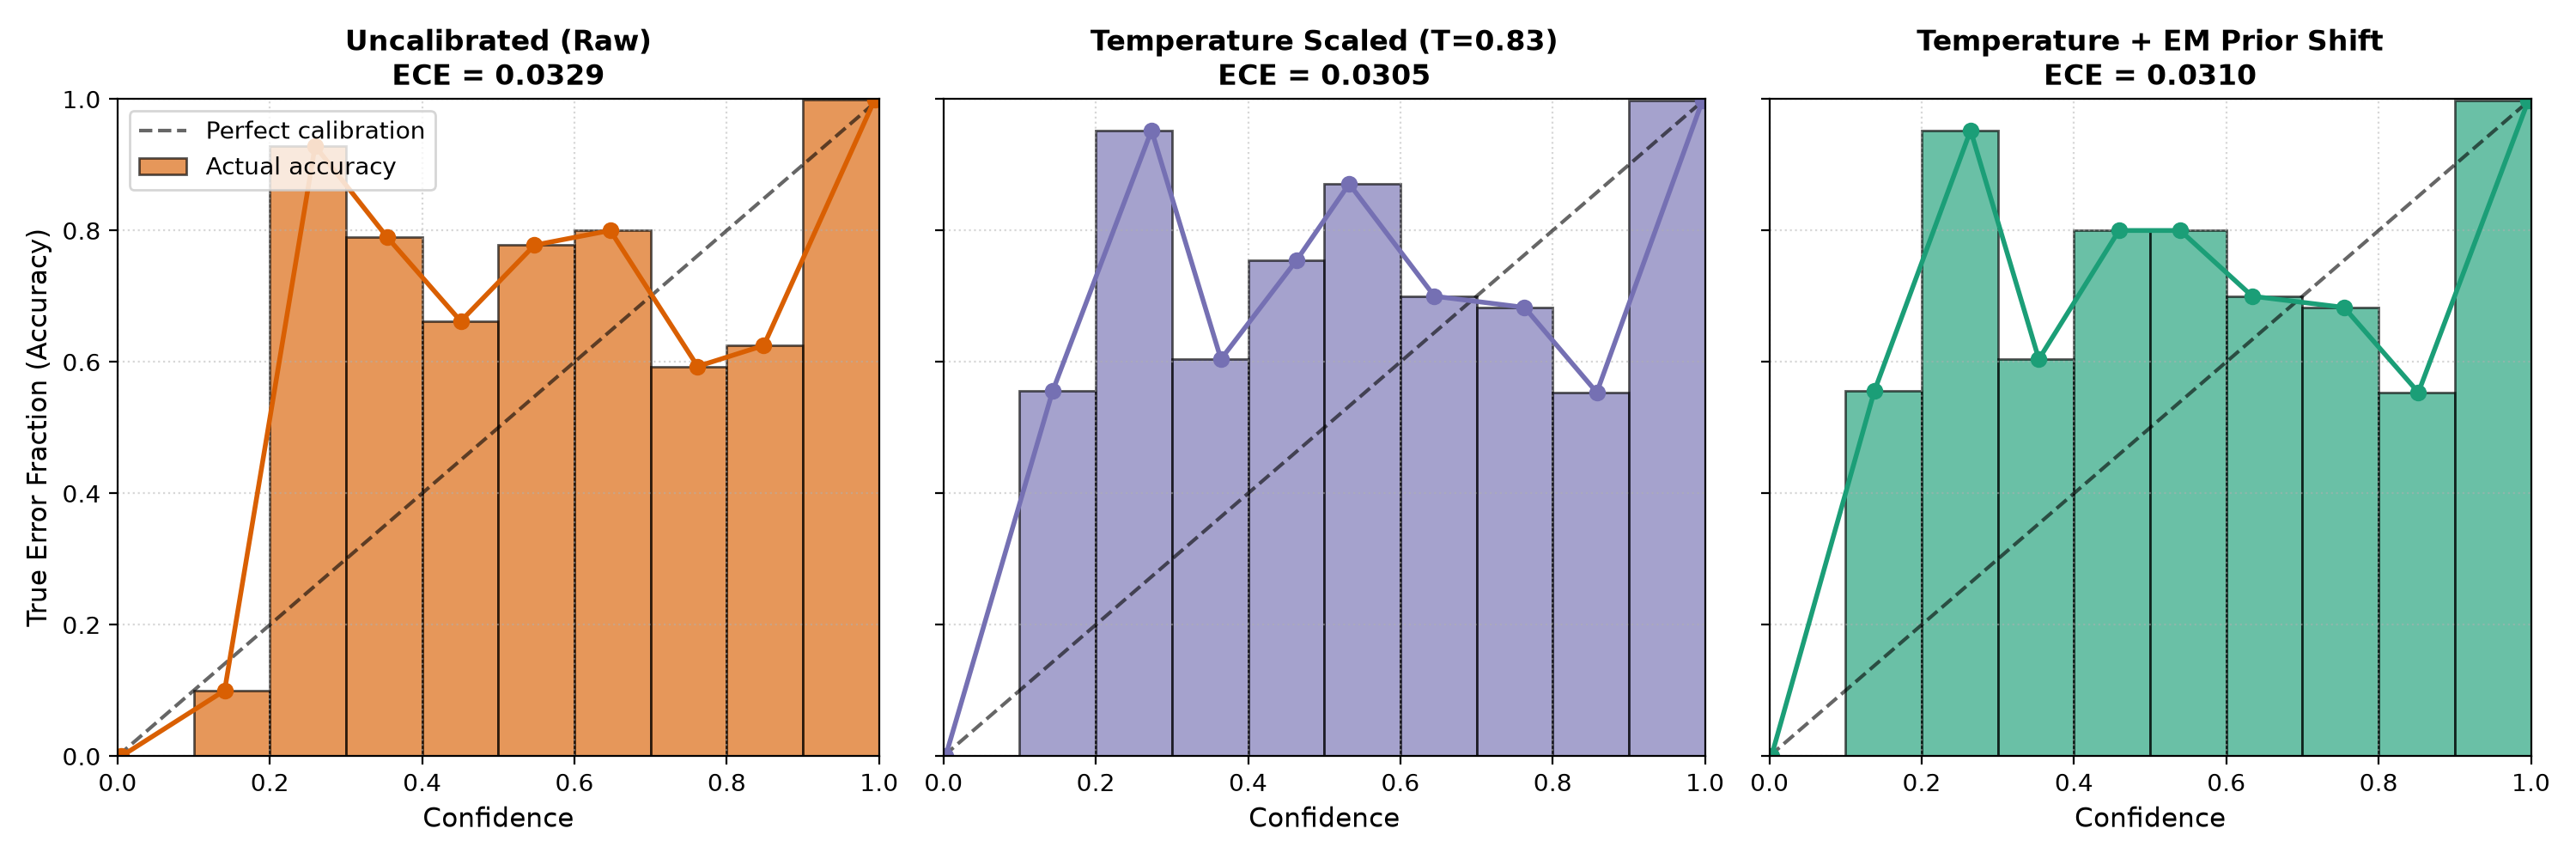 Uncalibrated (Raw)
ECE = 0.0329
Perfect calibration
Actual accuracy
True Error Fraction (Accuracy)
1.0
0.8
0.6
0.4
0.2
0.0
0.0 0.2 0.4 0.6 0.8 1.0
Confidence
Temperature Scaled (T=0.83)
ECE = 0.0305
0.0 0.2 0.4 0.6 0.8 1.0
Confidence
Temperature + EM Prior Shift
ECE = 0.0310
0.0 0.2 0.4 0.6 0.8 1.0
Confidence